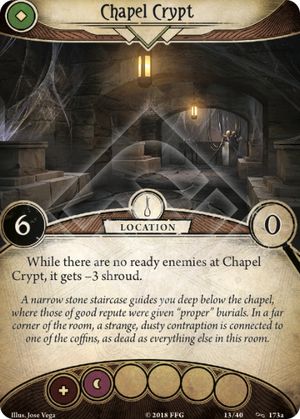 Chapel Crypt
6
LOCATION
0
While there are no ready enemies at Chapel
Crypt, it gets –3 shroud.
A narrow stone staircase guides you deep below the chapel,
where those of good repute were given “proper” burials. In a far
corner of the room, a strange, dusty contraption is connected to
one of the coffins, as dead as everything else in this room.
Illus. Jose Vega
© 2018 FFG
13/40
173a